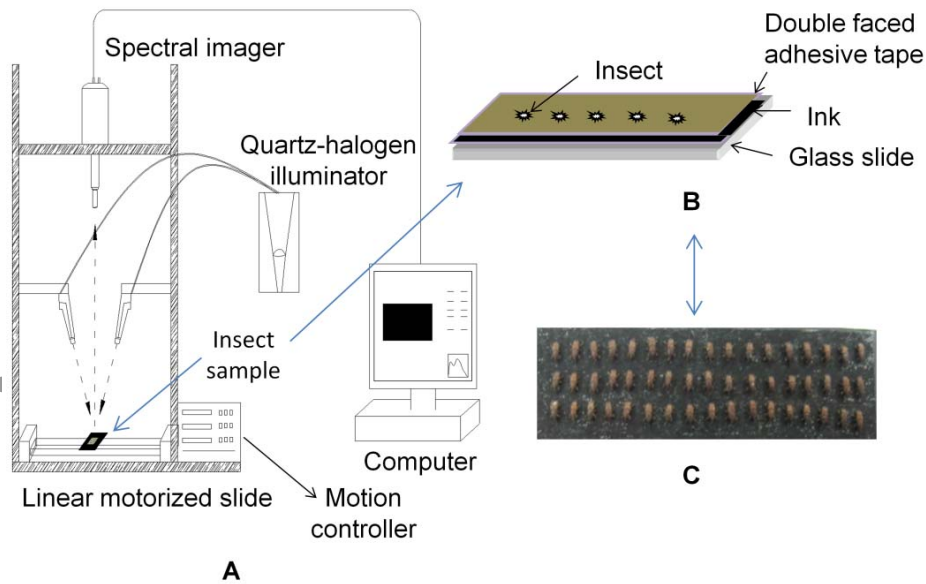 Spectral imager
Quartz-halogen
illuminator
Insect
sample
Computer
Linear motorized slide
Motion
controller
A
Double faced
adhesive tape
Insect
Ink
Glass slide
B
C